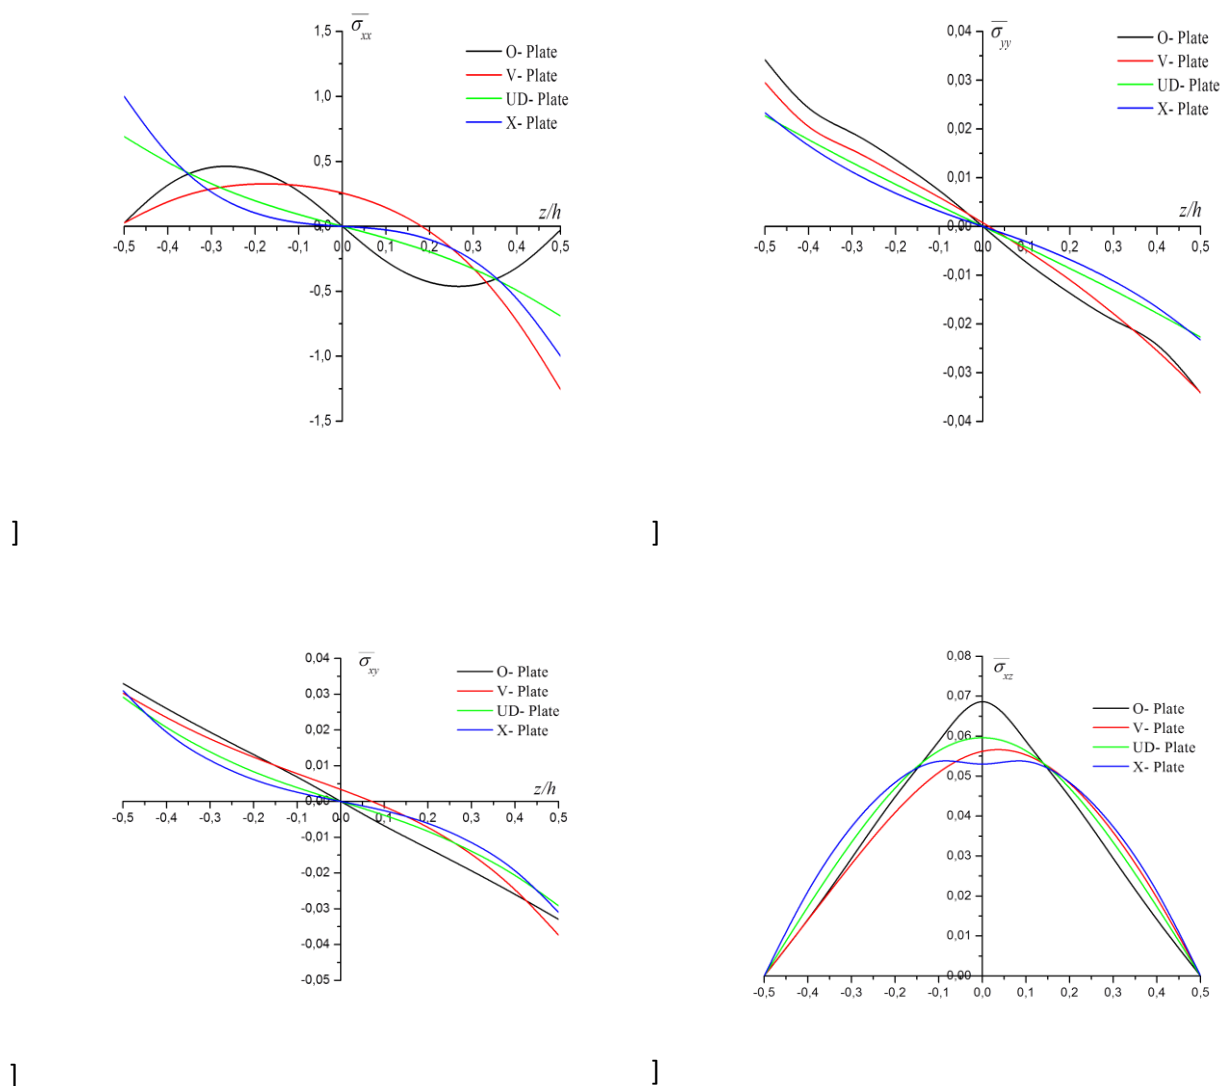 σxx
1,5
1,0
0,5
0,0
-0,5
-1,0
-1,5
-0,5 -0,4 -0,3 -0,2 -0,1 0,0 0,1 0,2 0,3 0,4 0,5
z/h
O- Plate
V- Plate
UD- Plate
X- Plate
]
σyy
0,04
0,03
0,02
0,01
0,00
-0,01
-0,02
-0,03
-0,04
-0,5 -0,4 -0,3 -0,2 -0,1 0,0 0,1 0,2 0,3 0,4 0,5
z/h
O- Plate
V- Plate
UD- Plate
X- Plate
]
σxy
0,04
0,03
0,02
0,01
0,00
-0,01
-0,02
-0,03
-0,04
-0,05
-0,5 -0,4 -0,3 -0,2 -0,1 0,0 0,1 0,2 0,3 0,4 0,5
z/h
O- Plate
V- Plate
UD- Plate
X- Plate
]
σxz
0,08
0,07
0,06
0,05
0,04
0,03
0,02
0,01
0,00
-0,5 -0,4 -0,3 -0,2 -0,1 0,0 0,1 0,2 0,3 0,4 0,5
O- Plate
V- Plate
UD- Plate
X- Plate
]